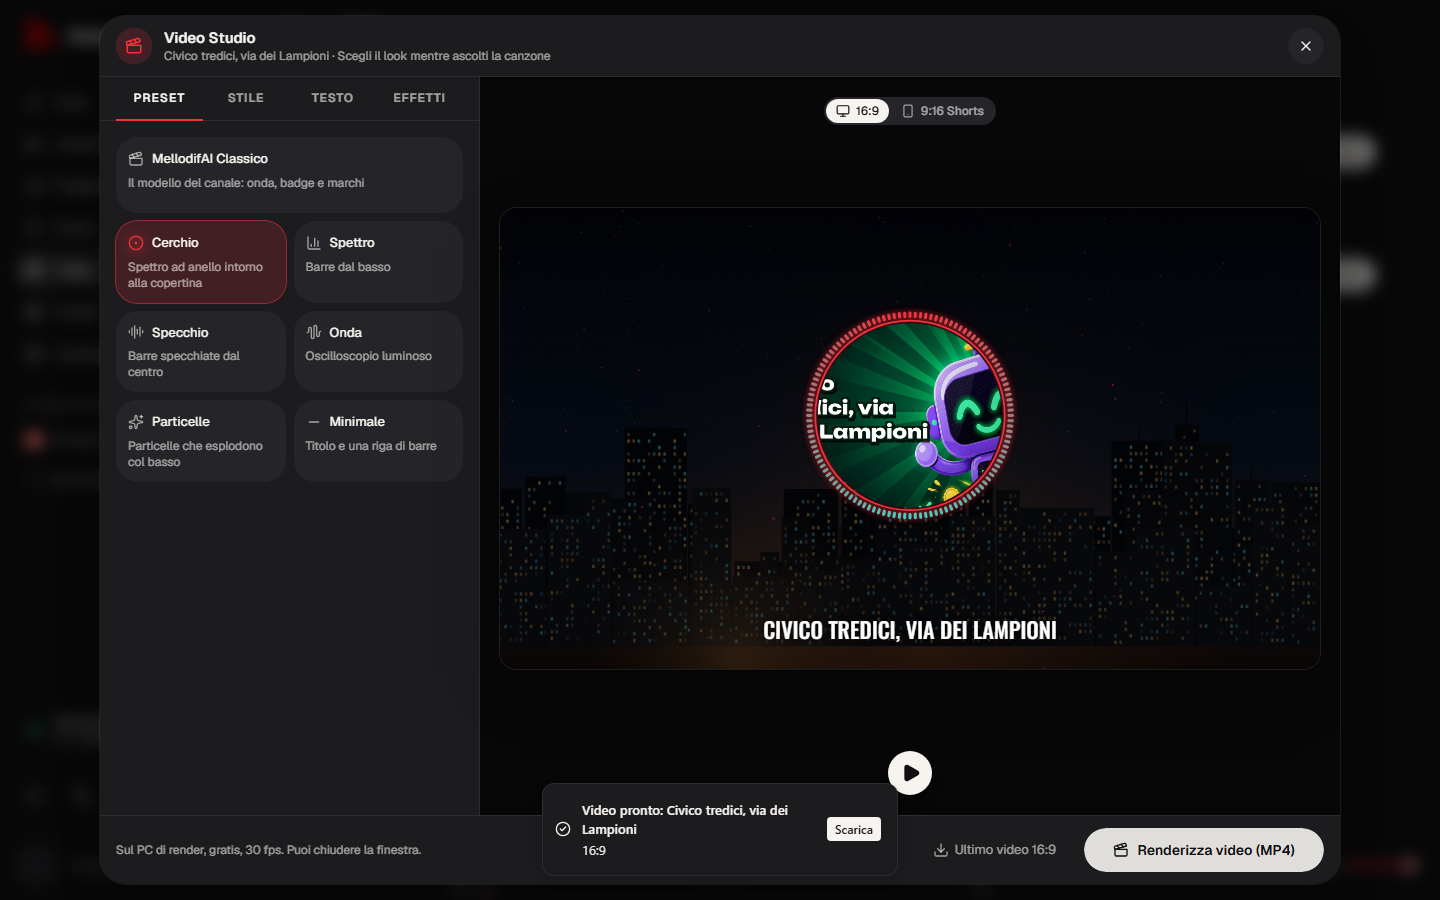 Video Studio
Civico tredici, via dei Lampioni · Scegli il look mentre ascolti la canzone
PRESET STILE TESTO EFFETTI
MellodifAI Classico
Il modello del canale: onda, badge e marchi
Cerchio
Spettro ad anello intorno
alla copertina
Spettro
Barre dal basso
Specchio
Barre specchiate dal
centro
Onda
Oscilloscopio luminoso
Particelle
Particelle che esplodono
col basso
Minimale
Titolo e una riga di barre
16:9 9:16 Shorts
o
lici, via
Lampioni
CIVICO TREDICI, VIA DEI LAMPIONI
Video pronto: Civico tredici, via dei
Lampioni
16:9
Scarica
Sul PC di render, gratis, 30 fps. Puoi chiudere la finestra.
Ultimo video 16:9
Renderizza video (MP4)